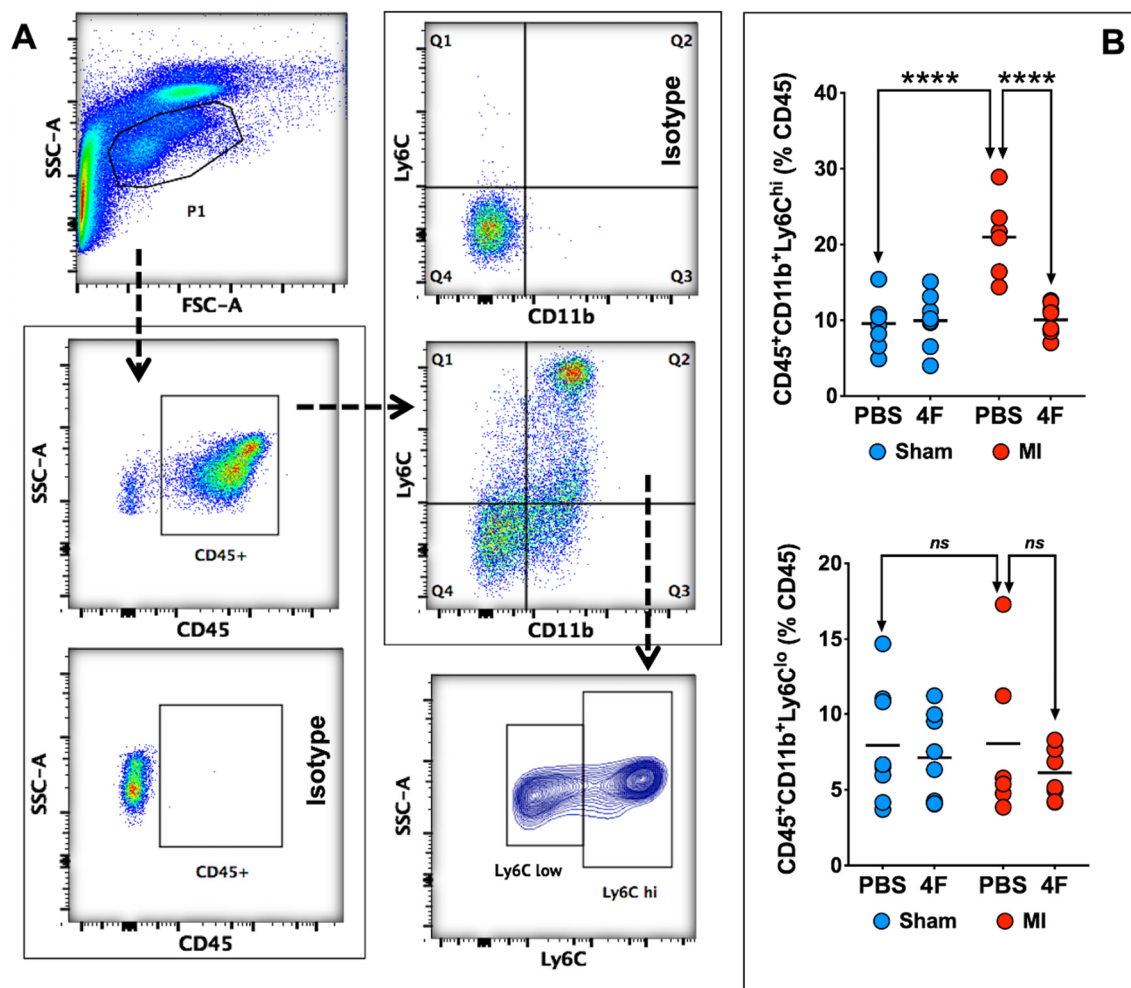 A
SSC-A
P1
FSC-A
Q1
Q2
Isotype
Ly6C
Q4
Q3
CD11b
SSC-A
CD45+
CD45
Q1
Q2
Ly6C
Q4
Q3
CD11b
SSC-A
Isotype
CD45+
CD45
SSC-A
Ly6C low
Ly6C hi
Ly6C
B
**** ****
CD45⁺CD11b⁺Ly6Cʰⁱ (% CD45)
40
30
20
10
0
PBS 4F PBS 4F
Sham MI
ns ns
CD45⁺CD11b⁺Ly6Cˡᵒ (% CD45)
20
15
10
5
0
PBS 4F PBS 4F
Sham MI